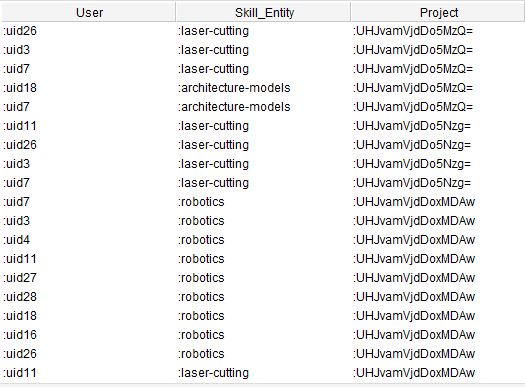 User Skill_Entity Project
:uid26 :laser-cutting :UHJvamVjdDo5MzQ=
:uid3 :laser-cutting :UHJvamVjdDo5MzQ=
:uid7 :laser-cutting :UHJvamVjdDo5MzQ=
:uid18 :architecture-models :UHJvamVjdDo5MzQ=
:uid7 :architecture-models :UHJvamVjdDo5MzQ=
:uid11 :laser-cutting :UHJvamVjdDo5Nzg=
:uid26 :laser-cutting :UHJvamVjdDo5Nzg=
:uid3 :laser-cutting :UHJvamVjdDo5Nzg=
:uid7 :laser-cutting :UHJvamVjdDo5Nzg=
:uid7 :robotics :UHJvamVjdDoxMDAw
:uid3 :robotics :UHJvamVjdDoxMDAw
:uid4 :robotics :UHJvamVjdDoxMDAw
:uid11 :robotics :UHJvamVjdDoxMDAw
:uid27 :robotics :UHJvamVjdDoxMDAw
:uid28 :robotics :UHJvamVjdDoxMDAw
:uid18 :robotics :UHJvamVjdDoxMDAw
:uid16 :robotics :UHJvamVjdDoxMDAw
:uid26 :robotics :UHJvamVjdDoxMDAw
:uid11 :laser-cutting :UHJvamVjdDoxMDAw